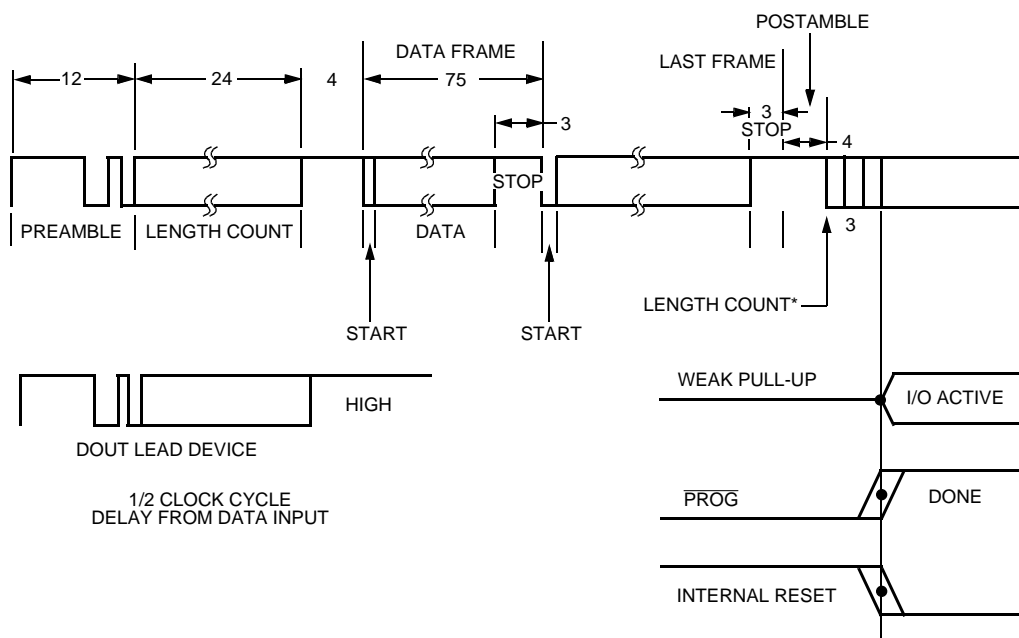 POSTAMBLE
DATA FRAME
LAST FRAME
12
24
4
75
3
3
STOP
4
STOP
PREAMBLE
LENGTH COUNT
DATA
3
START
START
LENGTH COUNT*
WEAK PULL-UP
I/O ACTIVE
HIGH
DOUT LEAD DEVICE
1/2 CLOCK CYCLE
DELAY FROM DATA INPUT
PROG
DONE
INTERNAL RESET